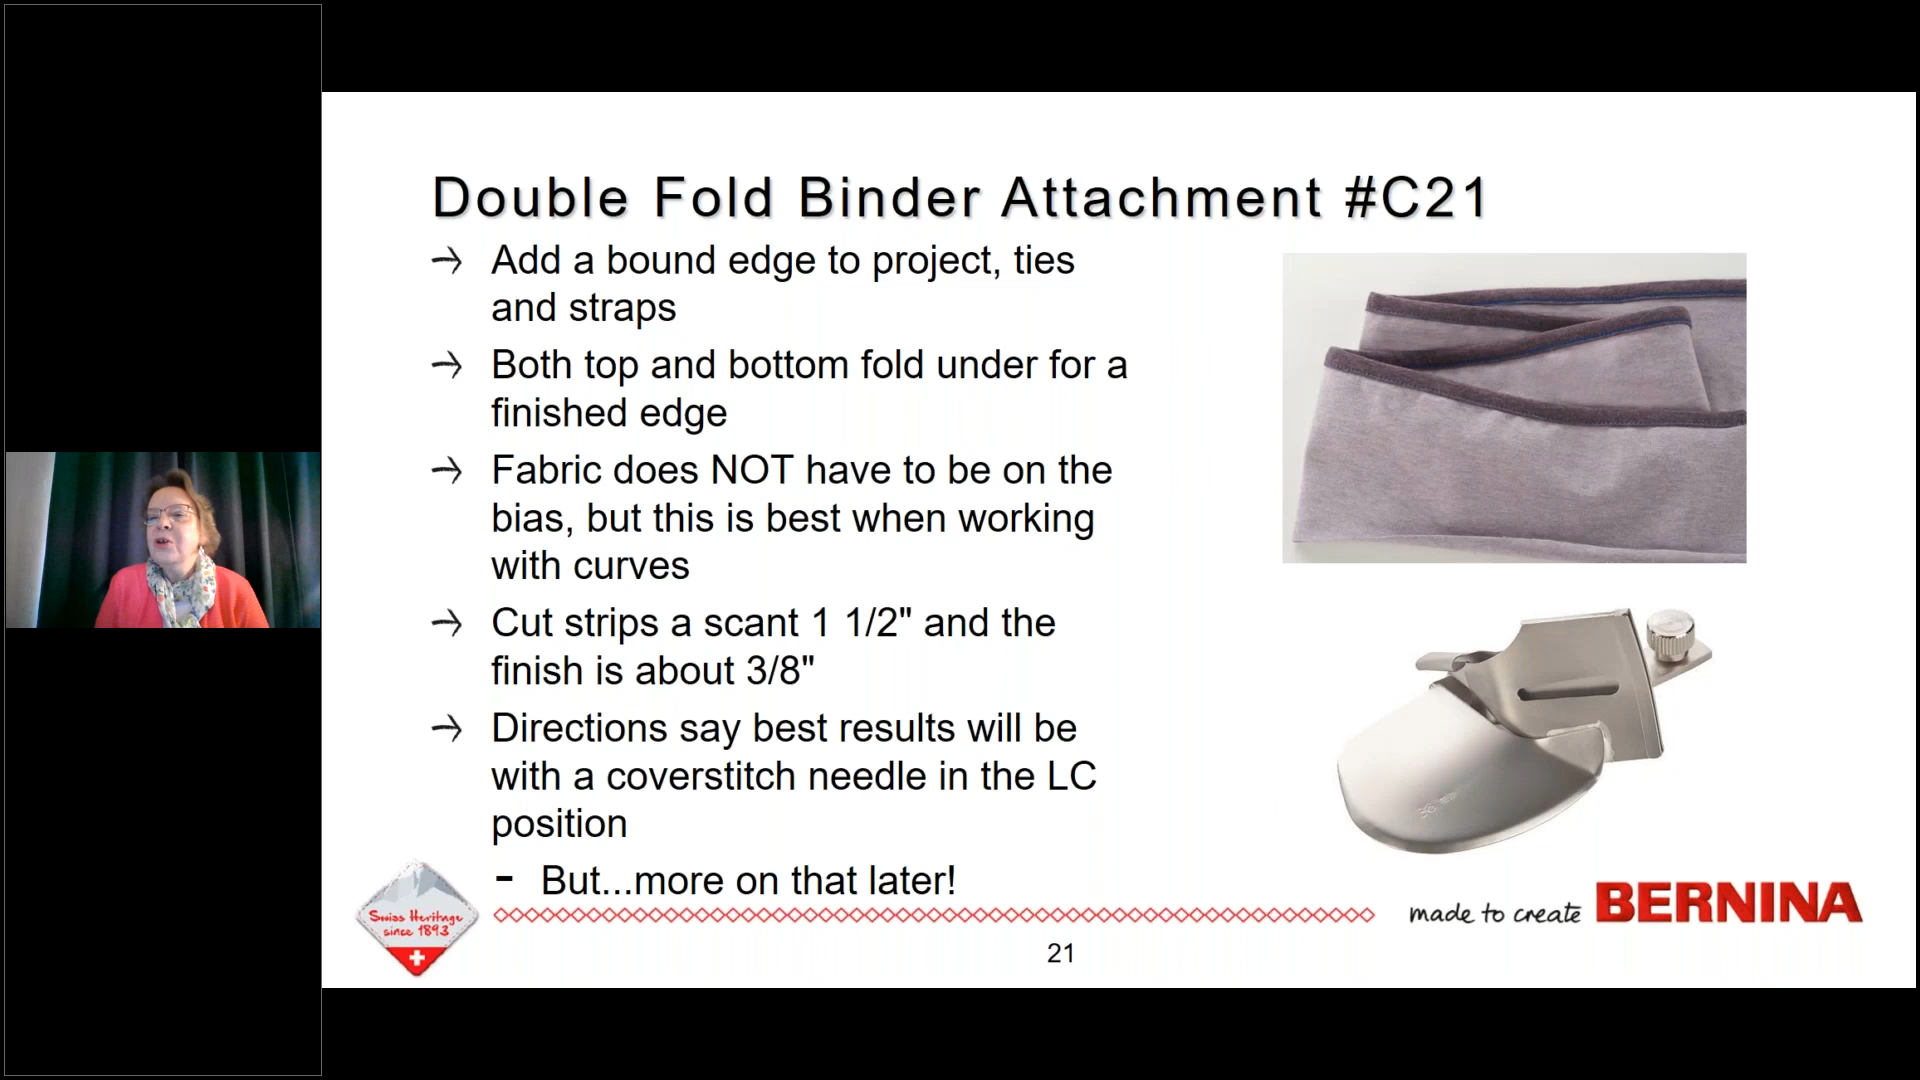 Double Fold Binder Attachment #C21
→ Add a bound edge to project, ties
and straps
→ Both top and bottom fold under for a
finished edge
→ Fabric does NOT have to be on the
bias, but this is best when working
with curves
→ Cut strips a scant 1 1/2" and the
finish is about 3/8"
→ Directions say best results will be
with a coverstitch needle in the LC
position
- But...more on that later!
Swiss Heritage
since 1893
made to create BERNINA
21